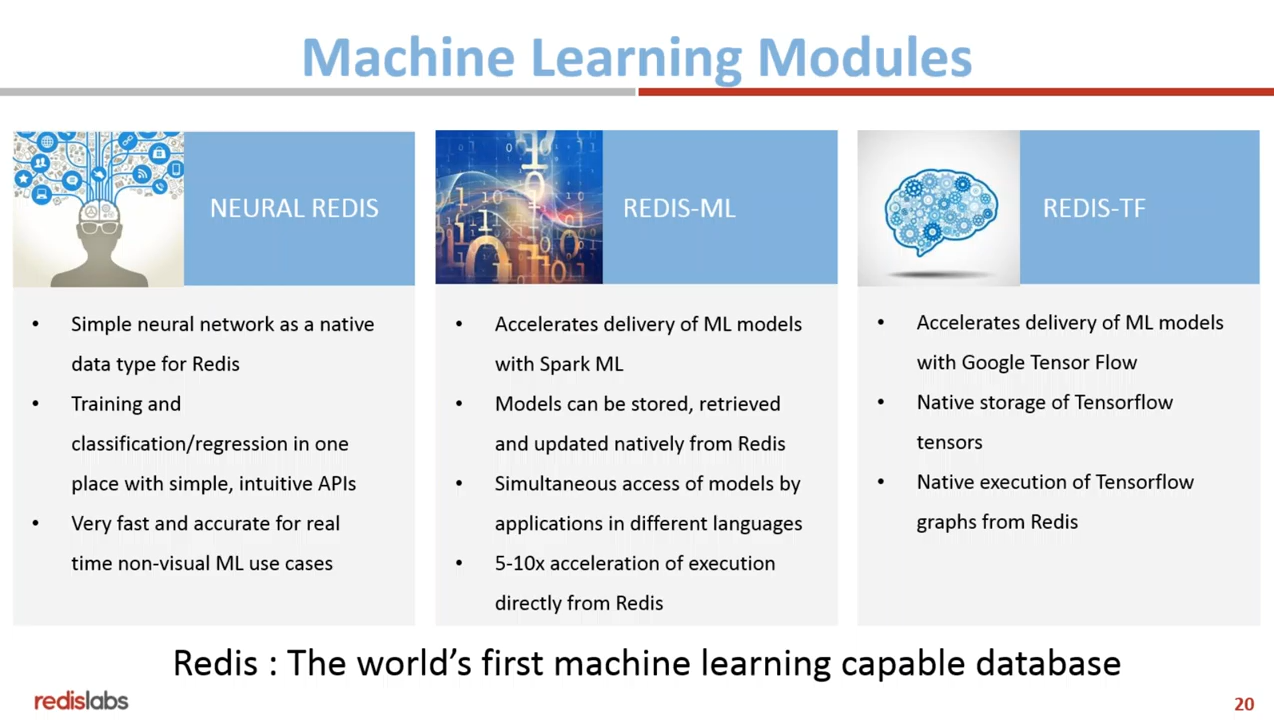 Machine Learning Modules
NEURAL REDIS
• Simple neural network as a native
data type for Redis
• Training and
classification/regression in one
place with simple, intuitive APIs
• Very fast and accurate for real
time non-visual ML use cases
REDIS-ML
• Accelerates delivery of ML models
with Spark ML
• Models can be stored, retrieved
and updated natively from Redis
• Simultaneous access of models by
applications in different languages
• 5-10x acceleration of execution
directly from Redis
REDIS-TF
• Accelerates delivery of ML models
with Google Tensor Flow
• Native storage of Tensorflow
tensors
• Native execution of Tensorflow
graphs from Redis
Redis : The world’s first machine learning capable database
redislabs
20